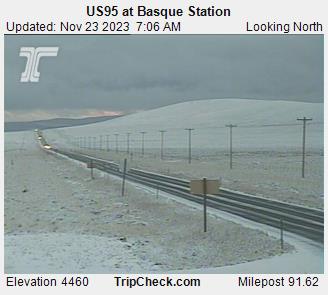 US95 at Basque Station
Updated: Nov 23 2023 7:06 AM Looking North
Elevation 4460 TripCheck.com Milepost 91.62